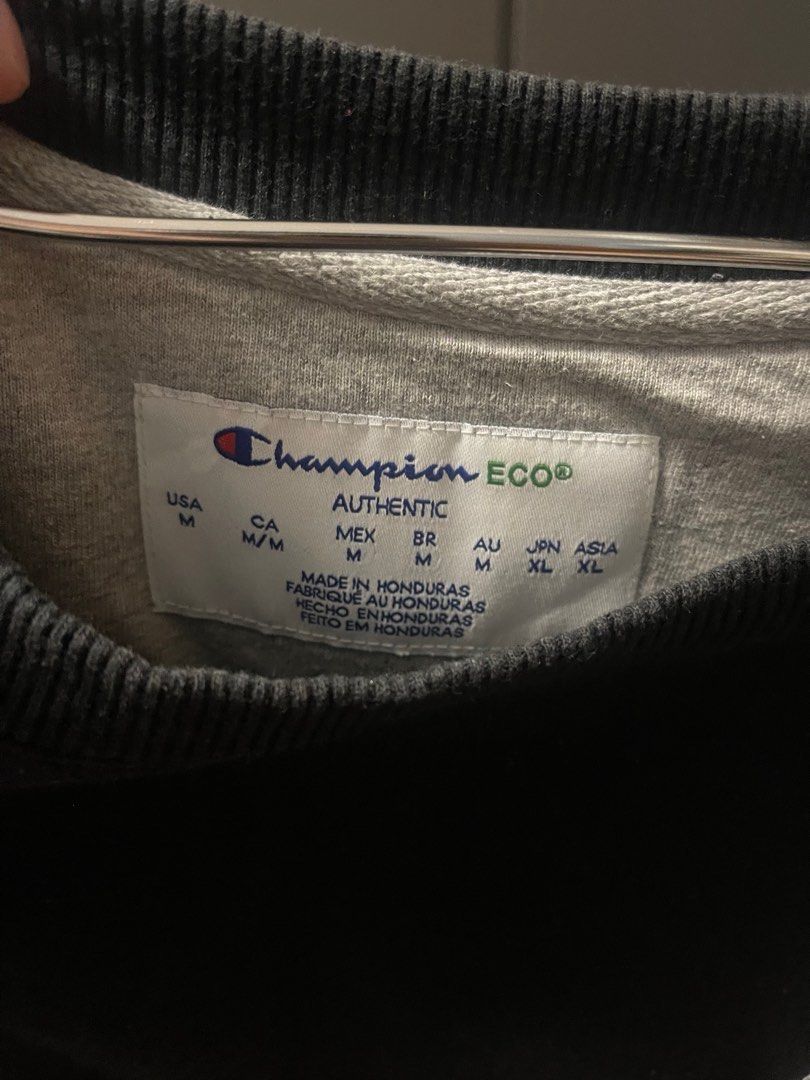 Champion ECO®
AUTHENTIC
USA CA MEX BR AU JPN ASIA
M M/M M M M XL XL
MADE IN HONDURAS
FABRIQUÉ AU HONDURAS
HECHO EN HONDURAS
FEITO EM HONDURAS